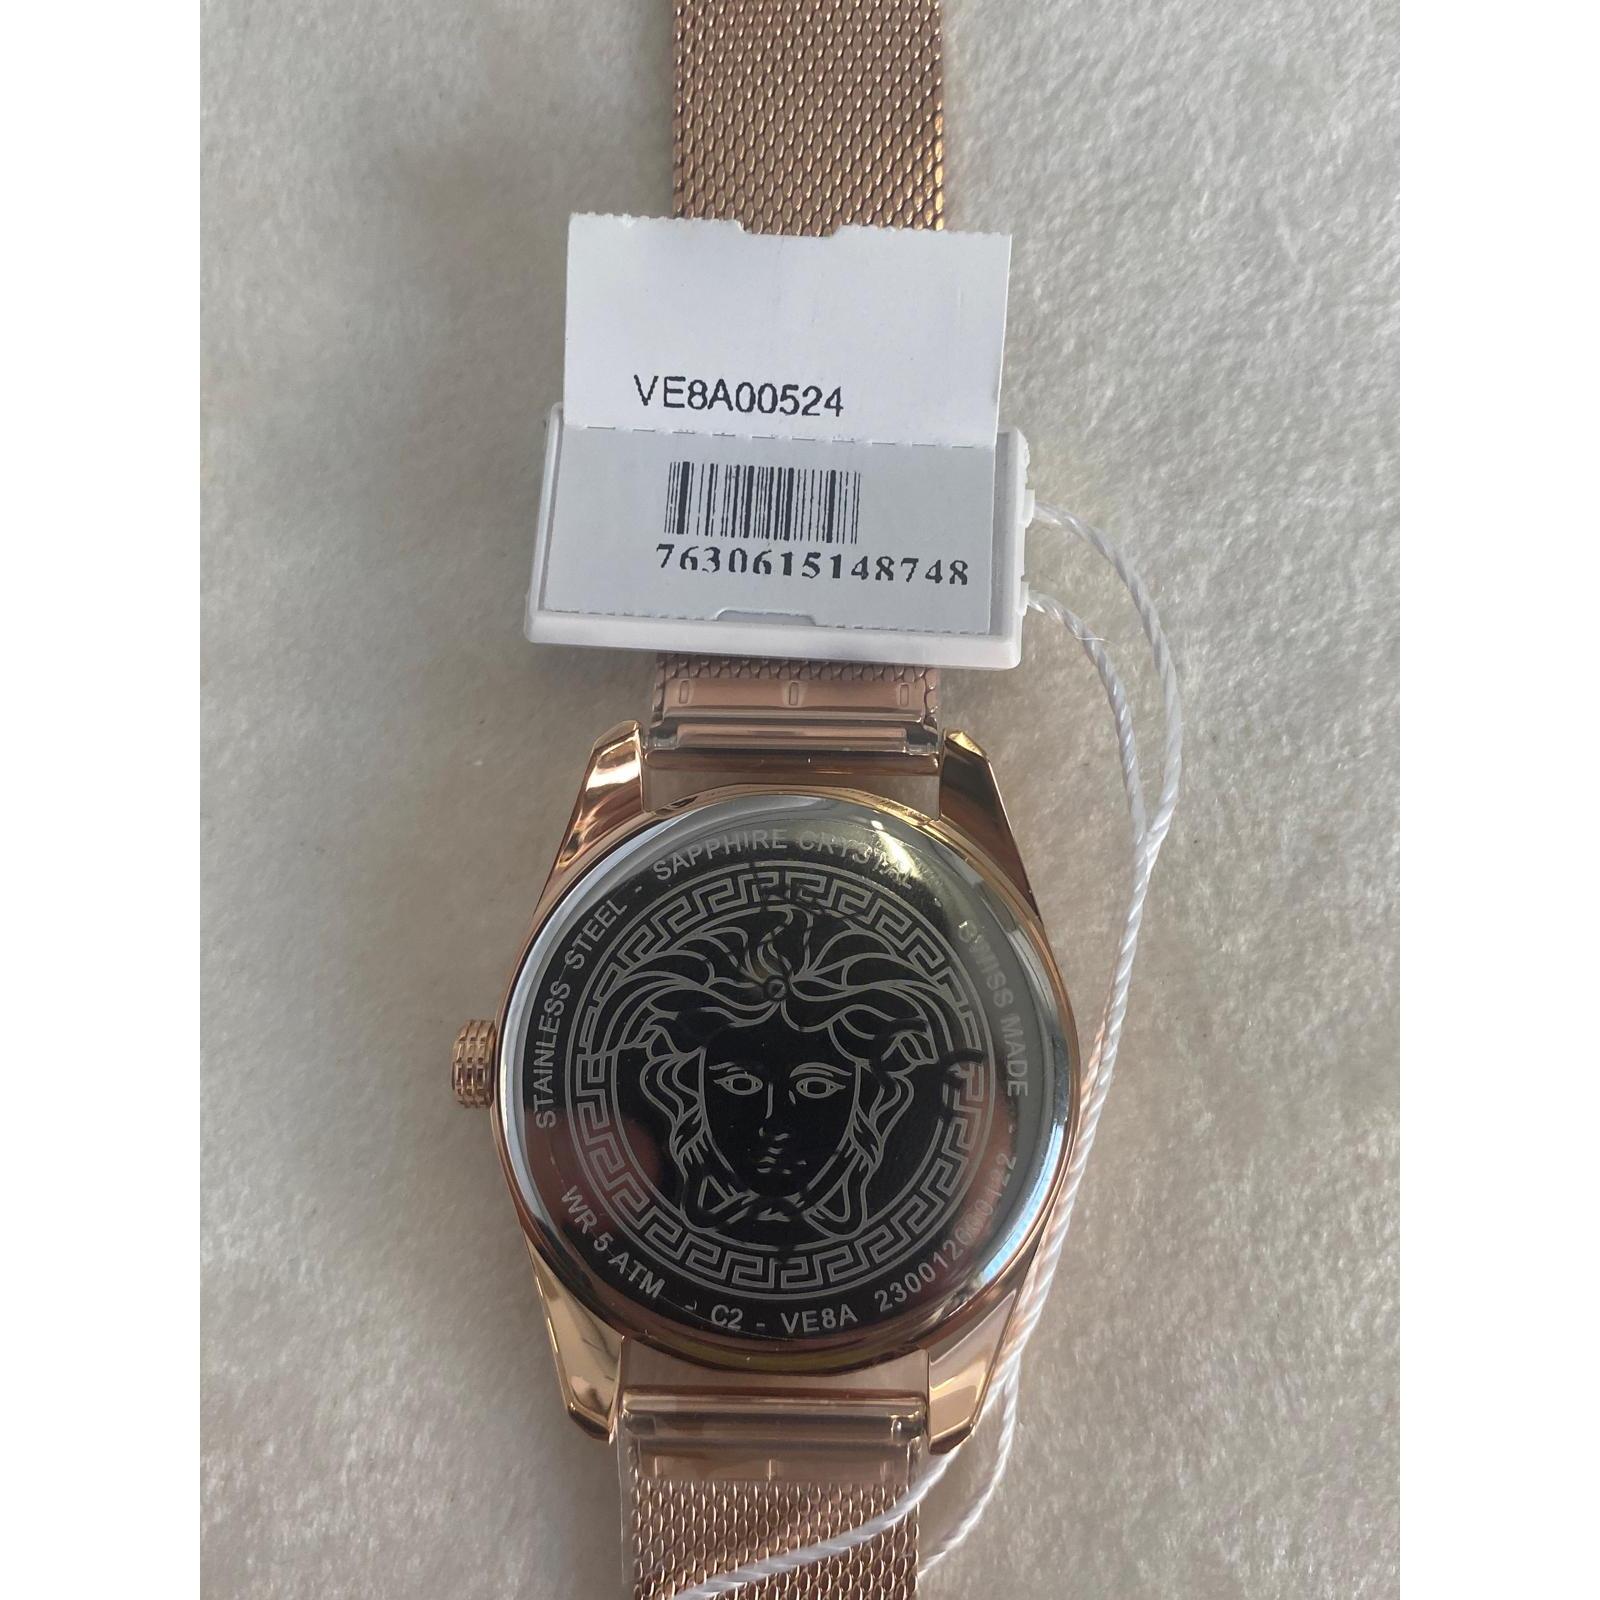 VE8A00524
7630615148748
STAINLESS STEEL - SAPPHIRE CRYSTAL - SWISS MADE -
WR 5 ATM - C2 - VE8A